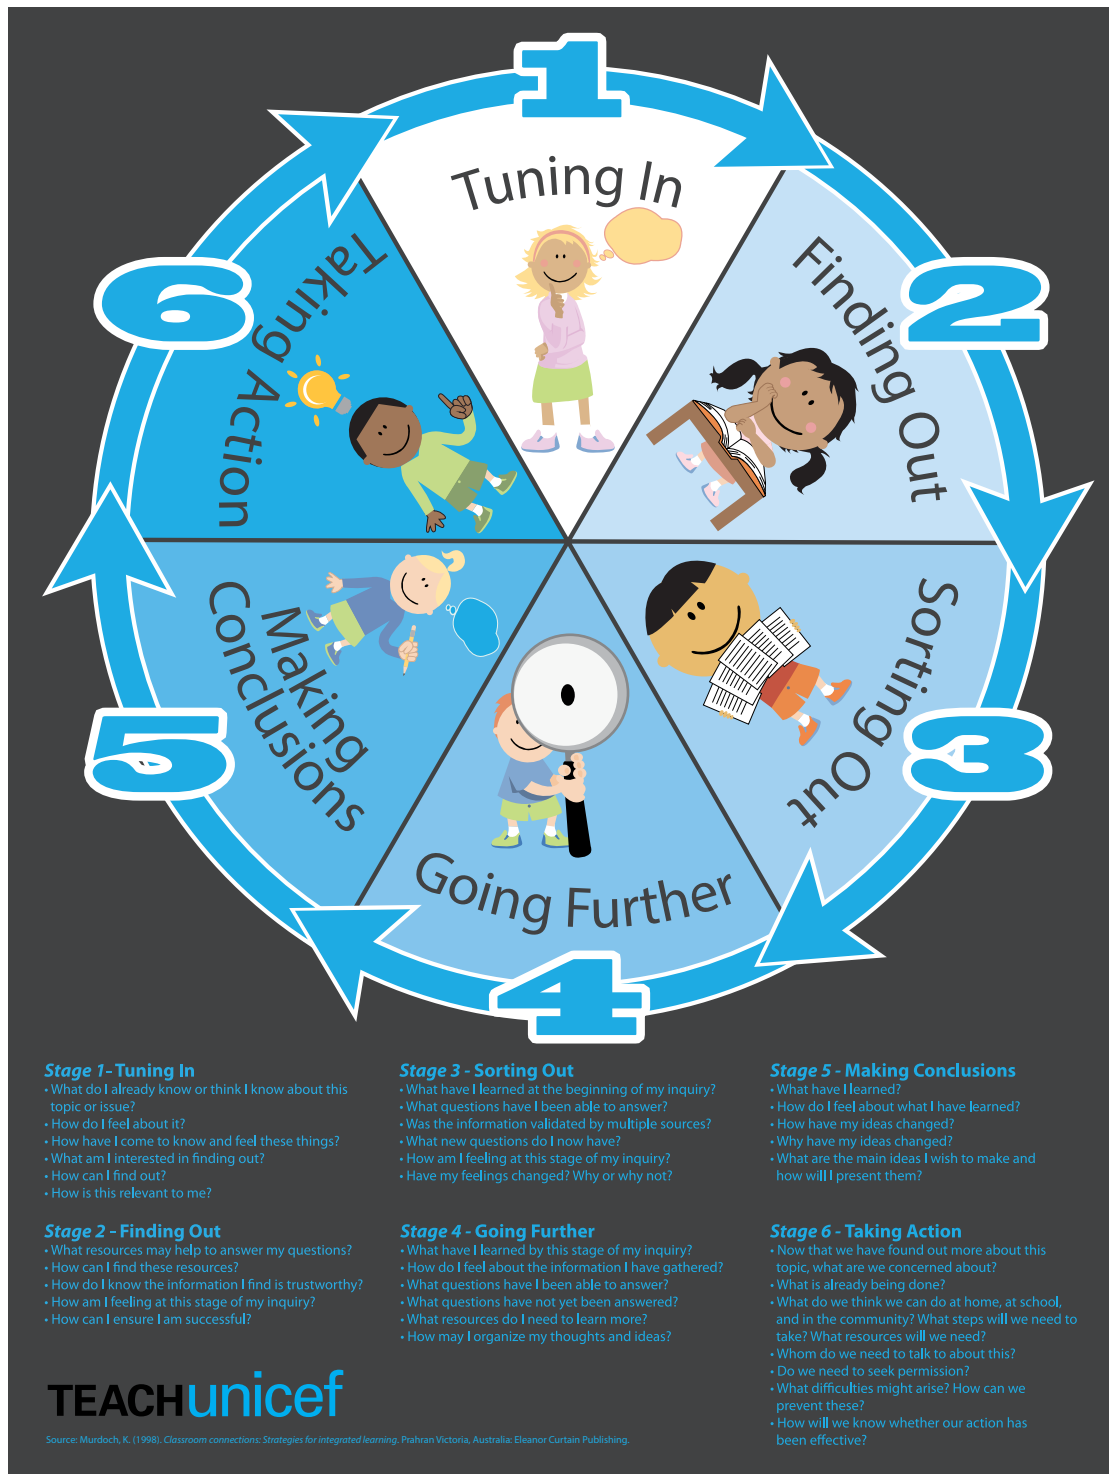 1
Tuning In
2
Finding Out
3
Sorting Out
4
Going Further
5
Making
Conclusions
6
Taking Action
Stage 1– Tuning In
• What do I already know or think I know about this
topic or issue?
• How do I feel about it?
• How have I come to know and feel these things?
• What am I interested in finding out?
• How can I find out?
• How is this relevant to me?
Stage 2 – Finding Out
• What resources may help to answer my questions?
• How can I find these resources?
• How do I know the information I find is trustworthy?
• How am I feeling at this stage of my inquiry?
• How can I ensure I am successful?
Stage 3 - Sorting Out
• What have I learned at the beginning of my inquiry?
• What questions have I been able to answer?
• Was the information validated by multiple sources?
• What new questions do I now have?
• How am I feeling at this stage of my inquiry?
• Have my feelings changed? Why or why not?
Stage 4 - Going Further
• What have I learned by this stage of my inquiry?
• How do I feel about the information I have gathered?
• What questions have I been able to answer?
• What questions have not yet been answered?
• What resources do I need to learn more?
• How may I organize my thoughts and ideas?
Stage 5 - Making Conclusions
• What have I learned?
• How do I feel about what I have learned?
• How have my ideas changed?
• Why have my ideas changed?
• What are the main ideas I wish to make and
how will I present them?
Stage 6 - Taking Action
• Now that we have found out more about this
topic, what are we concerned about?
• What is already being done?
• What do we think we can do at home, at school,
and in the community? What steps will we need to
take? What resources will we need?
• Whom do we need to talk to about this?
• Do we need to seek permission?
• What difficulties might arise? How can we
prevent these?
• How will we know whether our action has
been effective?
TEACHunicef
Source: Murdoch, K. (1998). Classroom connections: Strategies for integrated learning. Prahran Victoria, Australia: Eleanor Curtain Publishing.